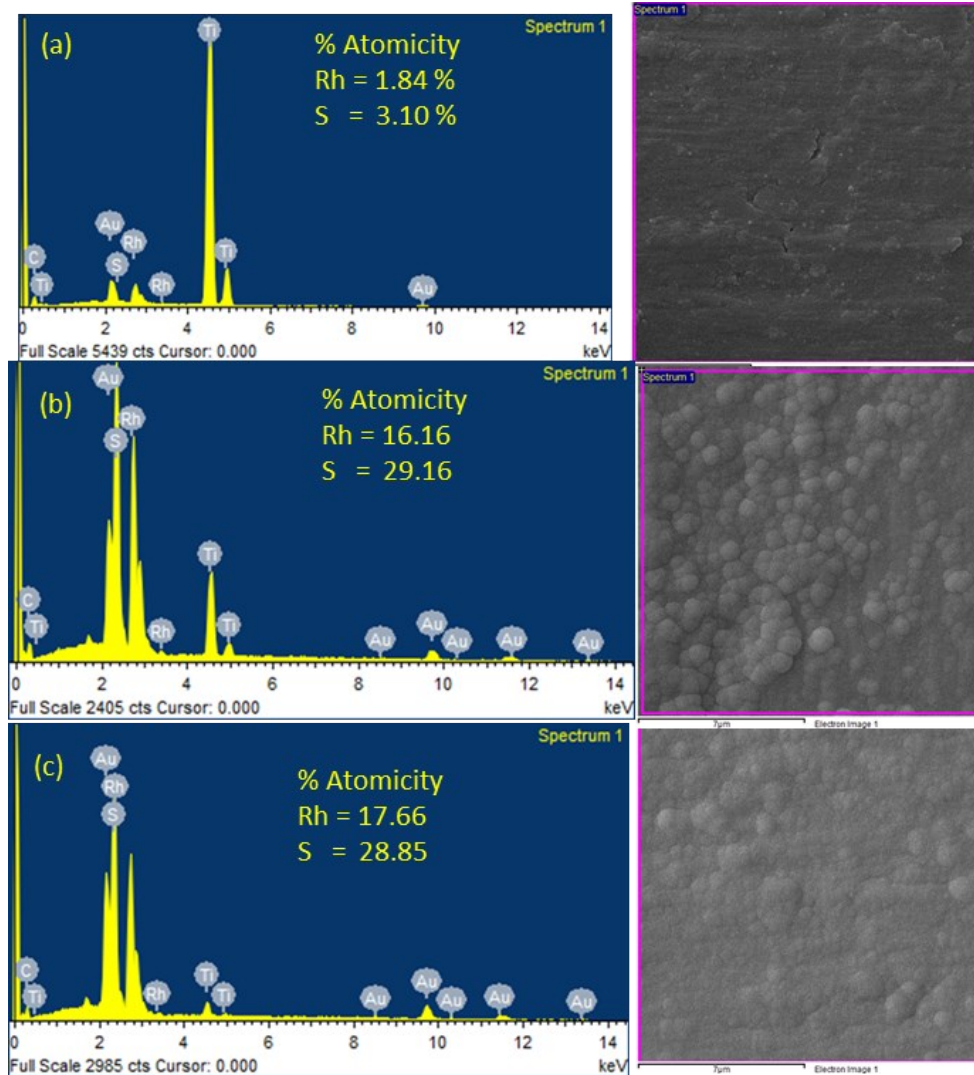 (a)
Spectrum 1
% Atomicity
Rh = 1.84 %
S = 3.10 %
Ti
Au
Rh
C
S
Ti
Ti
Rh
Au
0 2 4 6 8 10 12 14
Full Scale 5439 cts Cursor: 0.000 keV
Spectrum 1
(b)
Spectrum 1
% Atomicity
Rh = 16.16
S = 29.16
Au
Rh
S
Ti
C
Ti
Rh
Ti
Au
Au
Au
Au
Au
0 2 4 6 8 10 12 14
Full Scale 2405 cts Cursor: 0.000 keV
Spectrum 1
7µm Electron Image 1
(c)
Spectrum 1
% Atomicity
Rh = 17.66
S = 28.85
Au
Rh
S
C
Ti
Rh
Ti
Ti
Au
Au
Au
Au
Au
0 2 4 6 8 10 12 14
Full Scale 2985 cts Cursor: 0.000 keV
7µm Electron Image 1